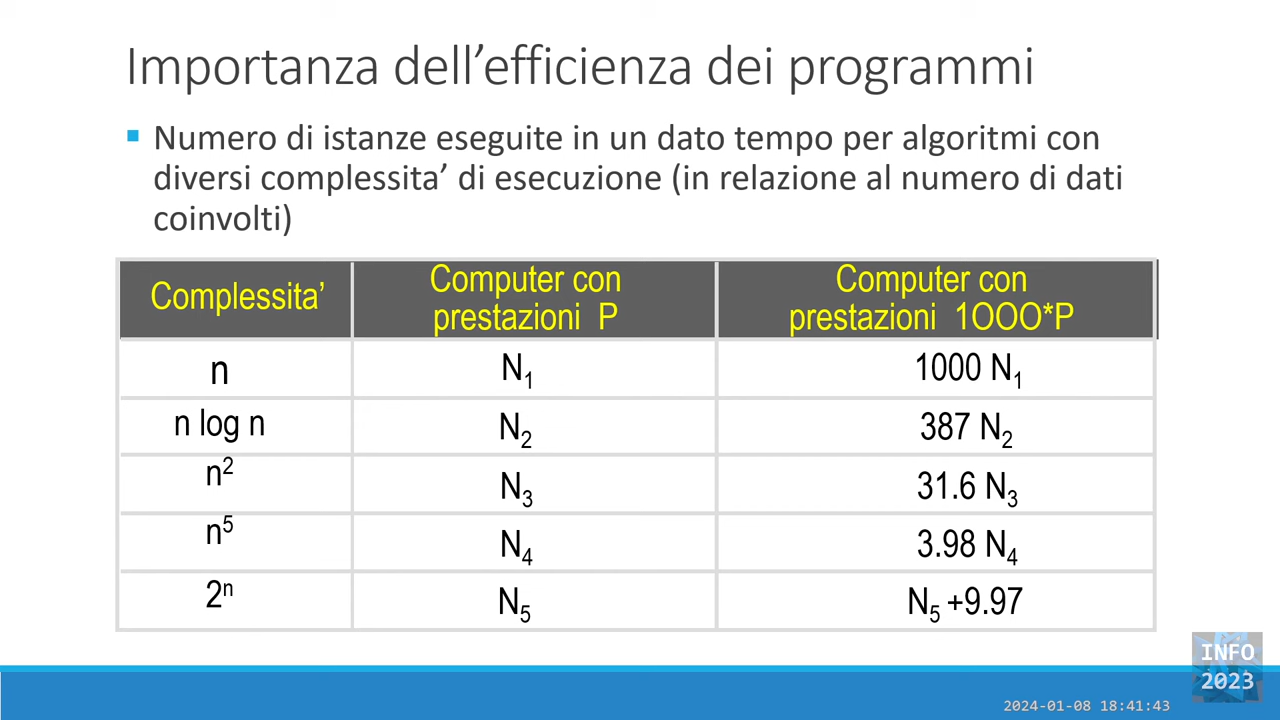 Importanza dell’efficienza dei programmi
Numero di istanze eseguite in un dato tempo per algoritmi con
diversi complessita’ di esecuzione (in relazione al numero di dati
coinvolti)
Complessita’
Computer con
prestazioni P
Computer con
prestazioni 1OOO*P
n
N₁
1000 N₁
n log n
N₂
387 N₂
n²
N₃
31.6 N₃
n⁵
N₄
3.98 N₄
2ⁿ
N₅
N₅ +9.97
INFO
2023
2024-01-08 18:41:43